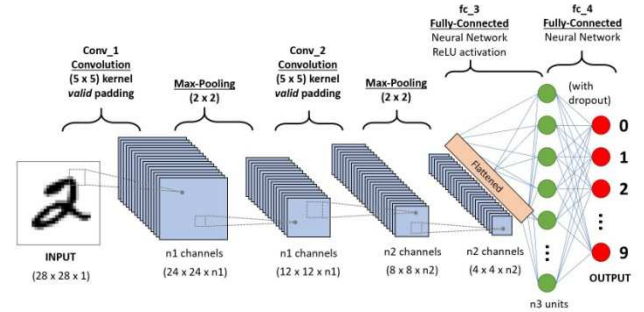 fc_3
Fully-Connected
Neural Network
ReLU activation
fc_4
Fully-Connected
Neural Network
Conv_1
Convolution
(5 x 5) kernel
valid padding
Max-Pooling
(2 x 2)
Conv_2
Convolution
(5 x 5) kernel
valid padding
Max-Pooling
(2 x 2)
(with
dropout)
Flattened
0
1
2
9
INPUT
(28 x 28 x 1)
n1 channels
(24 x 24 x n1)
n1 channels
(12 x 12 x n1)
n2 channels
(8 x 8 x n2)
n2 channels
(4 x 4 x n2)
OUTPUT
n3 units
2